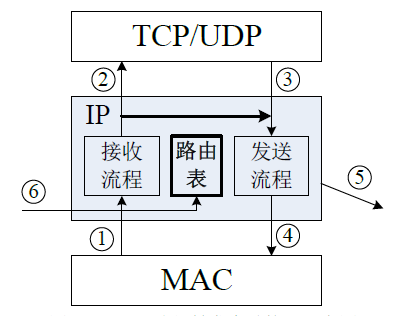 TCP/UDP
② ③
IP
接收 路由 发送
流程 表 流程
⑥ ⑤
① ④
MAC